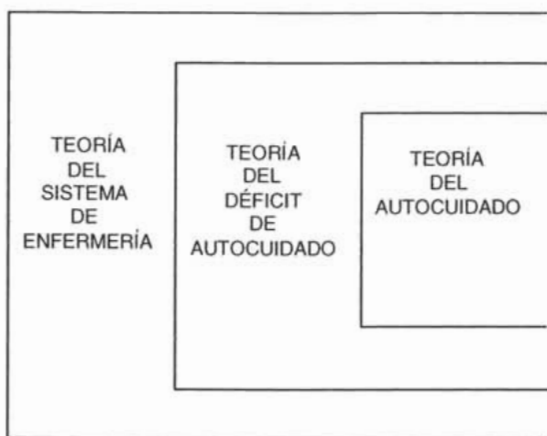 TEORÍA
DEL
SISTEMA
DE
ENFERMERÍA
TEORÍA
DEL
DÉFICIT
DE
AUTOCUIDADO
TEORÍA
DEL
AUTOCUIDADO